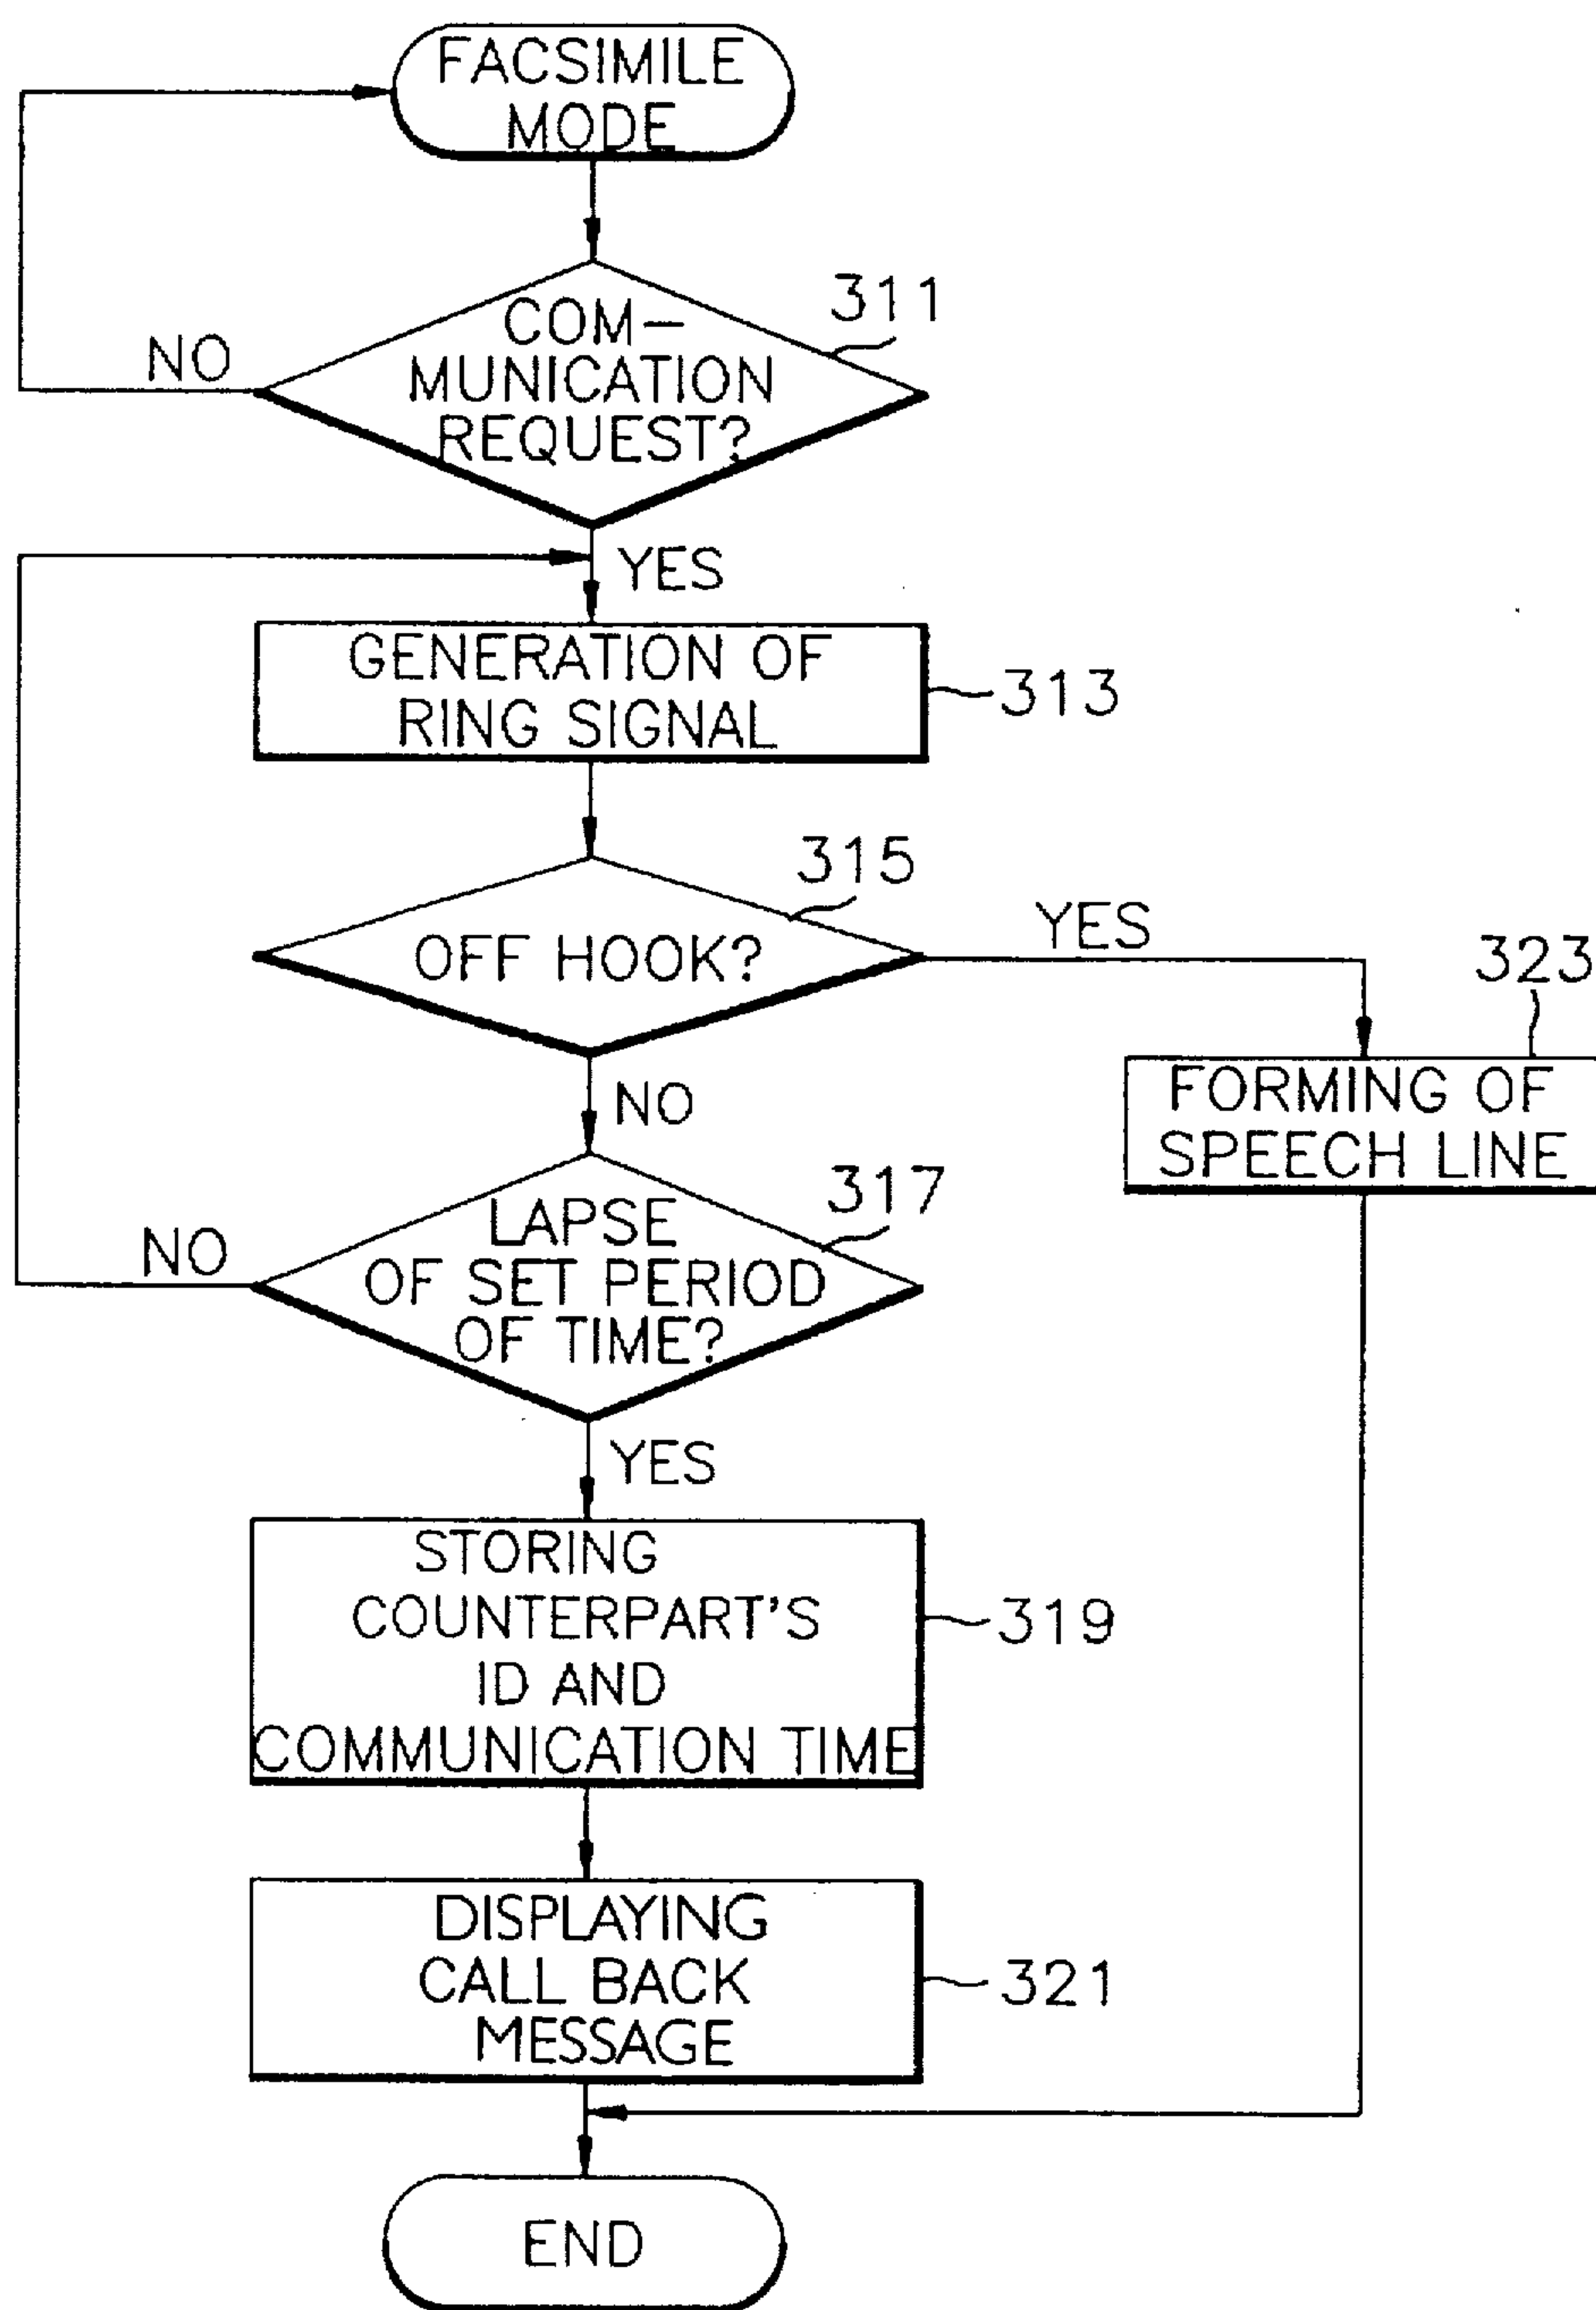 FACSIMILE
MODE
311
COM-
MUNICATION
REQUEST?
NO
YES
GENERATION OF
RING SIGNAL
313
315
OFF HOOK?
YES
NO
323
FORMING OF
SPEECH LINE
317
LAPSE
OF SET PERIOD
OF TIME?
NO
YES
STORING
COUNTERPART'S
ID AND
COMMUNICATION TIME
319
DISPLAYING
CALL BACK
MESSAGE
321
END